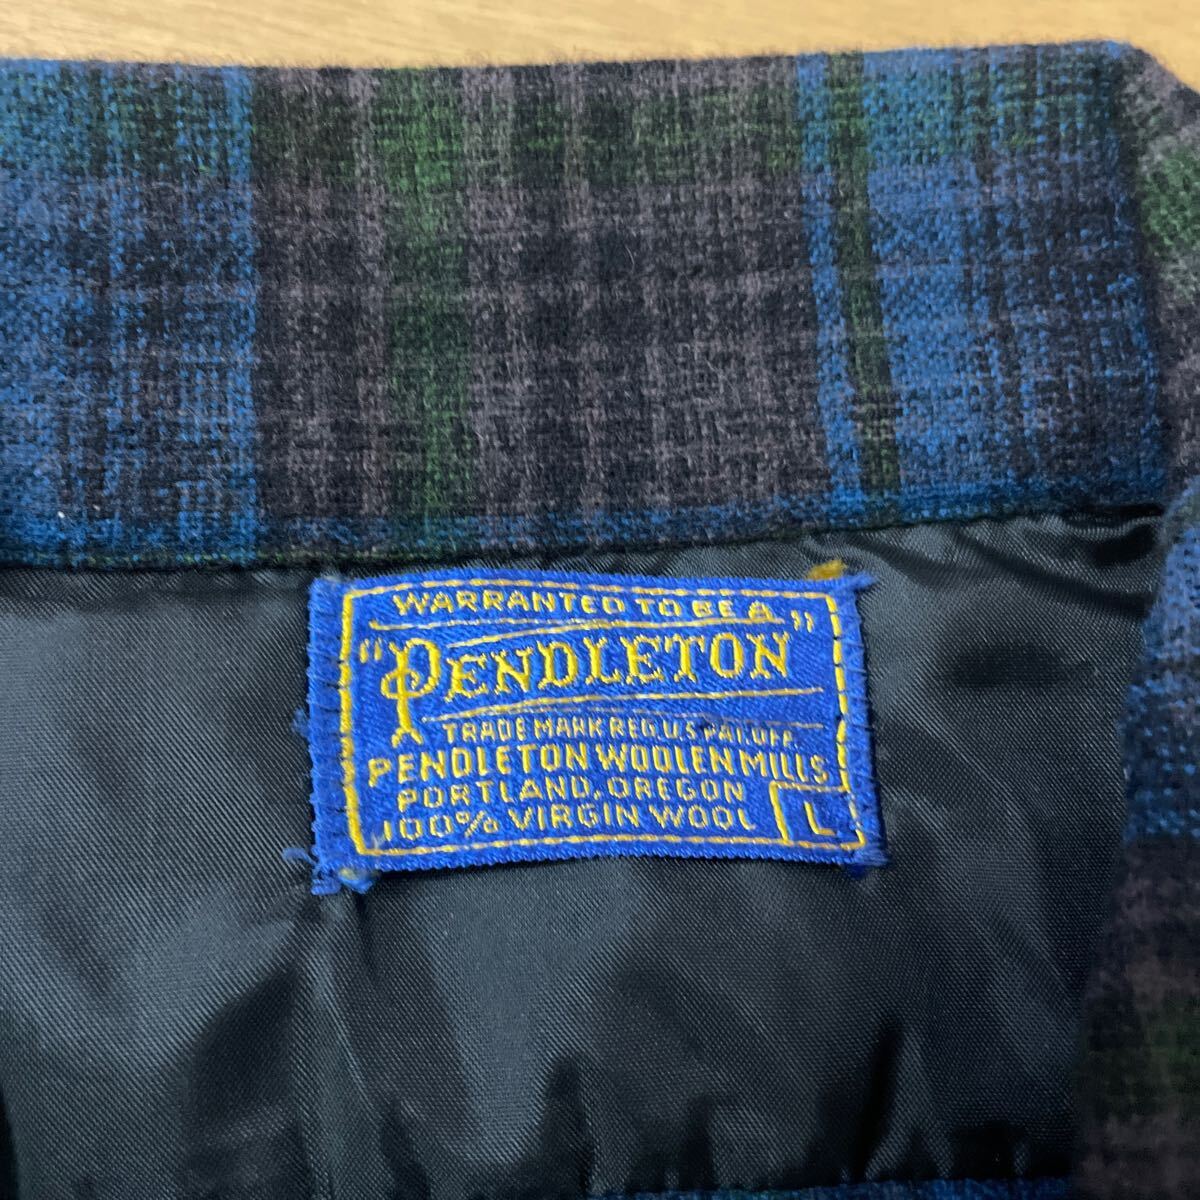 WARRANTED TO BE A
"PENDLETON"
TRADE MARK REG.U.S.PAT.OFF.
PENDLETON WOOLEN MILLS
PORTLAND, OREGON
100% VIRGIN WOOL
L